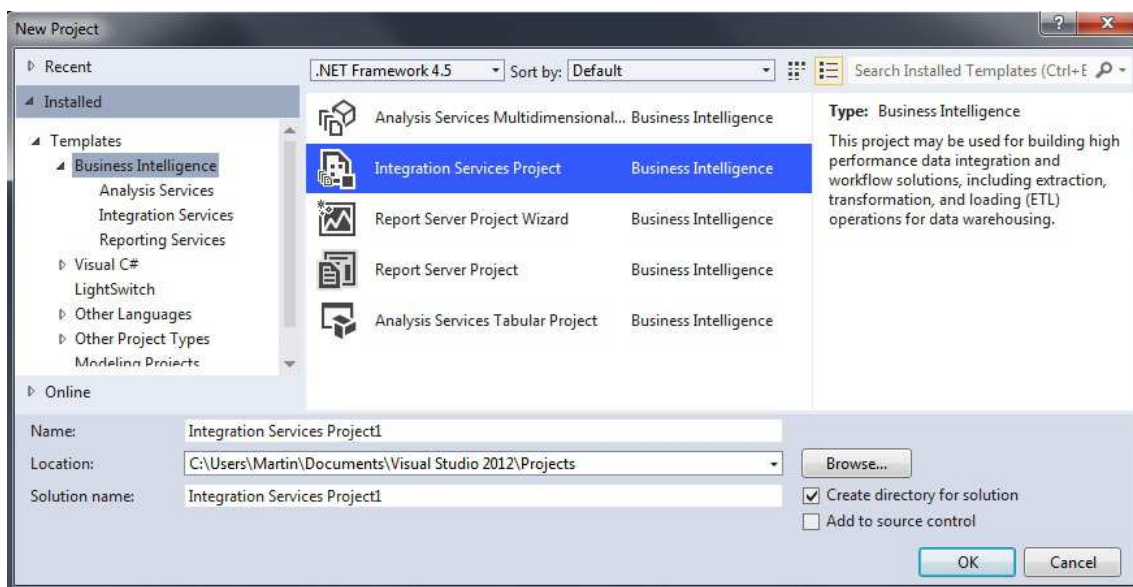 New Project
Recent
.NET Framework 4.5
Sort by: Default
Search Installed Templates (Ctrl+E
Installed
Templates
Business Intelligence
Analysis Services
Integration Services
Reporting Services
Visual C#
LightSwitch
Other Languages
Other Project Types
Modeling Projects
Online
Analysis Services Multidimensional... Business Intelligence
Integration Services Project Business Intelligence
Report Server Project Wizard Business Intelligence
Report Server Project Business Intelligence
Analysis Services Tabular Project Business Intelligence
Type: Business Intelligence
This project may be used for building high
performance data integration and
workflow solutions, including extraction,
transformation, and loading (ETL)
operations for data warehousing.
Name: Integration Services Project1
Location: C:\Users\Martin\Documents\Visual Studio 2012\Projects
Browse...
Solution name: Integration Services Project1
Create directory for solution
Add to source control
OK Cancel